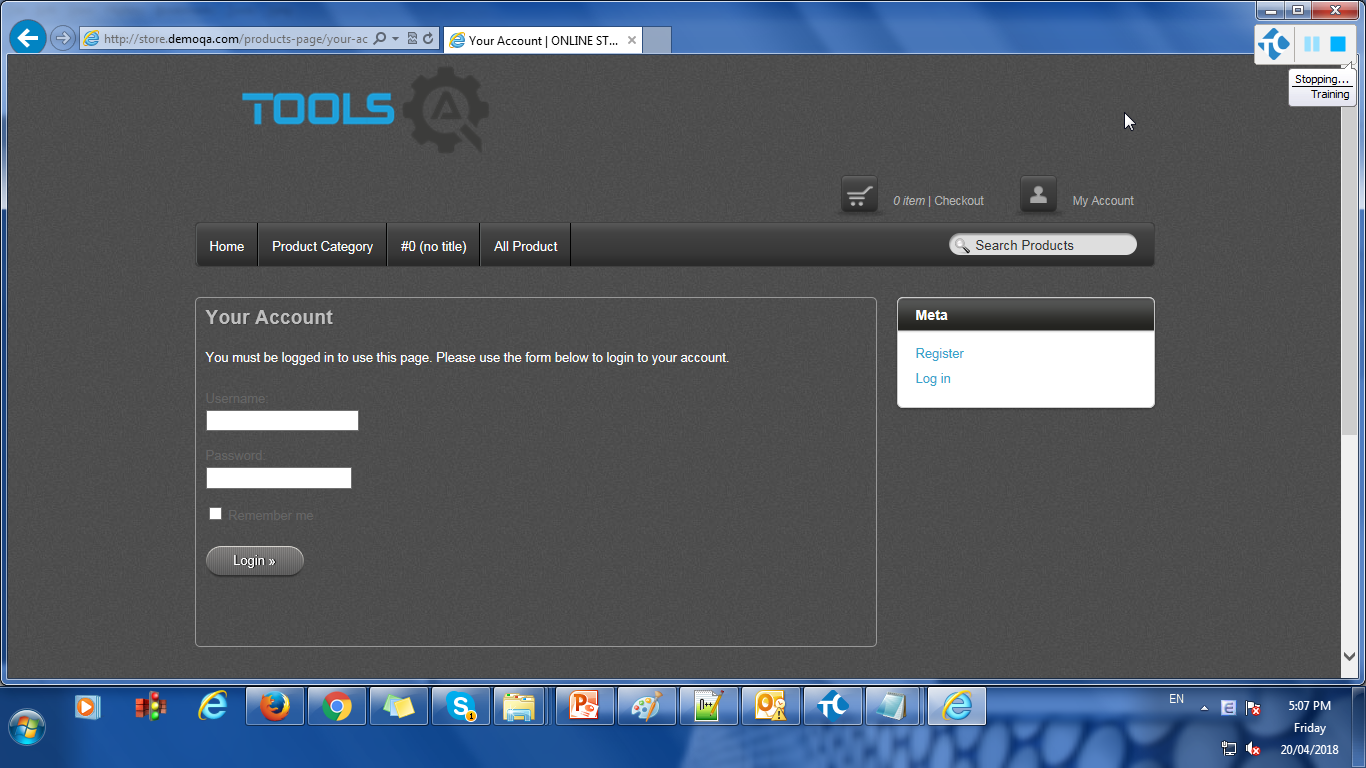 http://store.demoqa.com/products-page/your-ac
Your Account | ONLINE ST...
Stopping...
Training
TOOLS
0 item | Checkout
My Account
Home
Product Category
#0 (no title)
All Product
Search Products
Your Account
You must be logged in to use this page. Please use the form below to login to your account.
Username:
Password:
Remember me
Login »
Meta
Register
Log in
EN
5:07 PM
Friday
20/04/2018